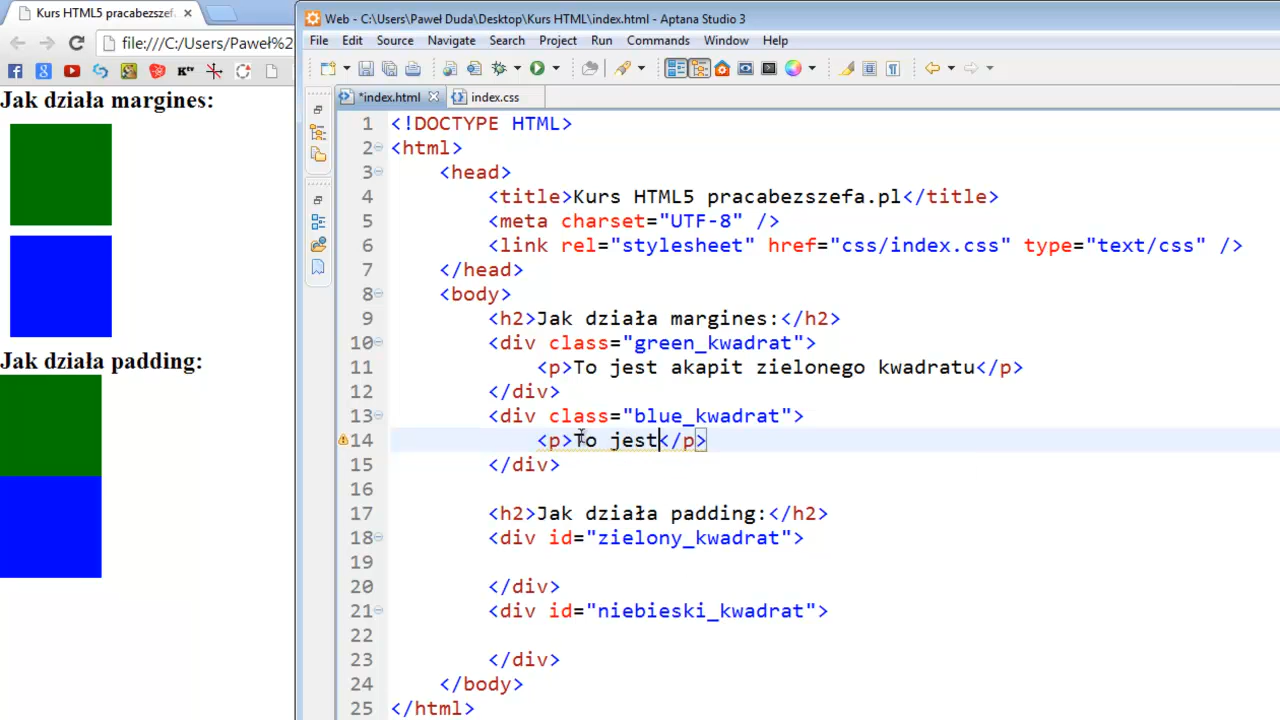 Kurs HTML5 pracabezszefa.
file:///C:/Users/Paweł%2
Jak działa margines:
Jak działa padding:
Web - C:\Users\Paweł Duda\Desktop\Kurs HTML\index.html - Aptana Studio 3
File Edit Source Navigate Search Project Run Commands Window Help
*index.html index.css
1 <!DOCTYPE HTML>
2 <html>
3 <head>
4 <title>Kurs HTML5 pracabezszefa.pl</title>
5 <meta charset="UTF-8" />
6 <link rel="stylesheet" href="css/index.css" type="text/css" />
7 </head>
8 <body>
9 <h2>Jak działa margines:</h2>
10 <div class="green_kwadrat">
11 <p>To jest akapit zielonego kwadratu</p>
12 </div>
13 <div class="blue_kwadrat">
14 <p>To jest</p>
15 </div>
16
17 <h2>Jak działa padding:</h2>
18 <div id="zielony_kwadrat">
19
20 </div>
21 <div id="niebieski_kwadrat">
22
23 </div>
24 </body>
25 </html>